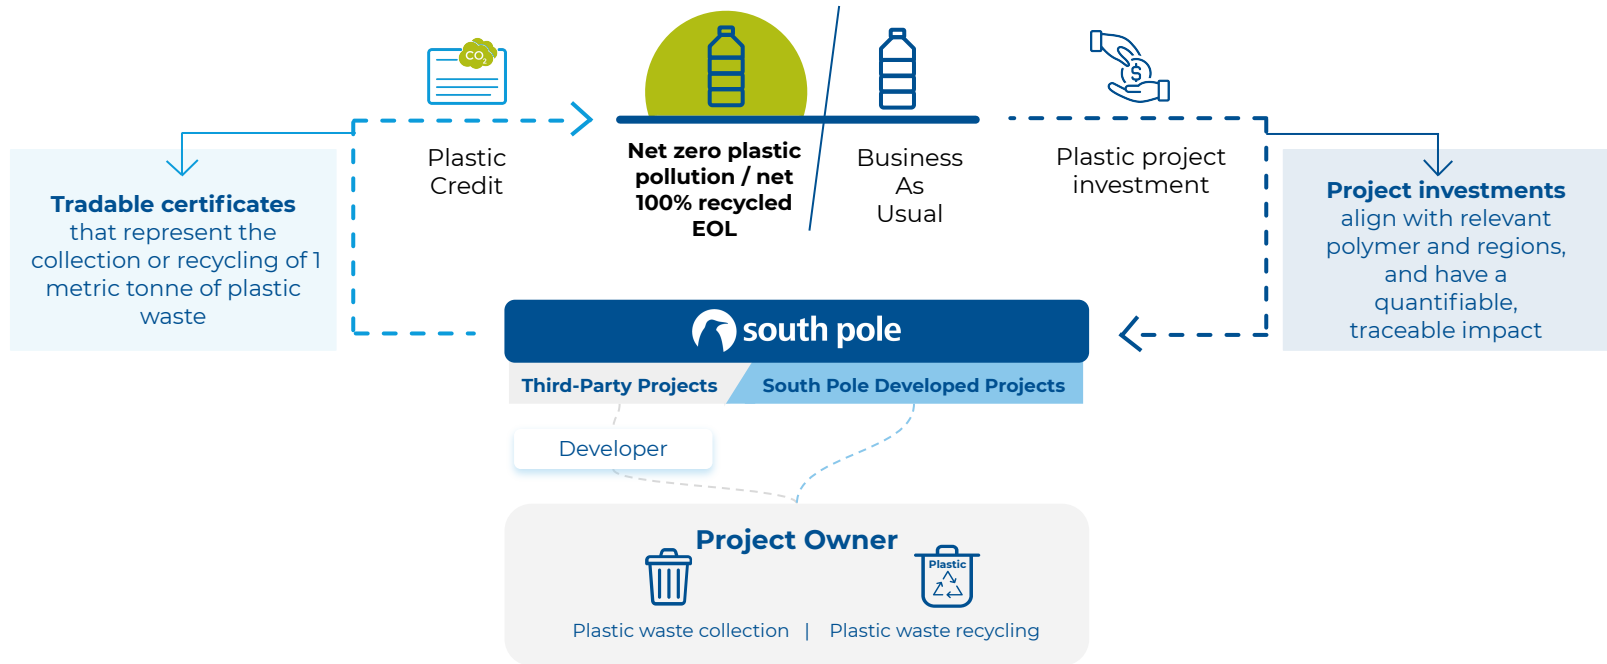 CO2
Plastic
Credit
Net zero plastic
pollution / net
100% recycled
EOL
Business
As
Usual
$
Plastic project
investment
Tradable certificates
that represent the
collection or recycling of 1
metric tonne of plastic
waste
Project investments
align with relevant
polymer and regions,
and have a
quantifiable,
traceable impact
south pole
Third-Party Projects
South Pole Developed Projects
Developer
Project Owner
Plastic
Plastic waste collection | Plastic waste recycling